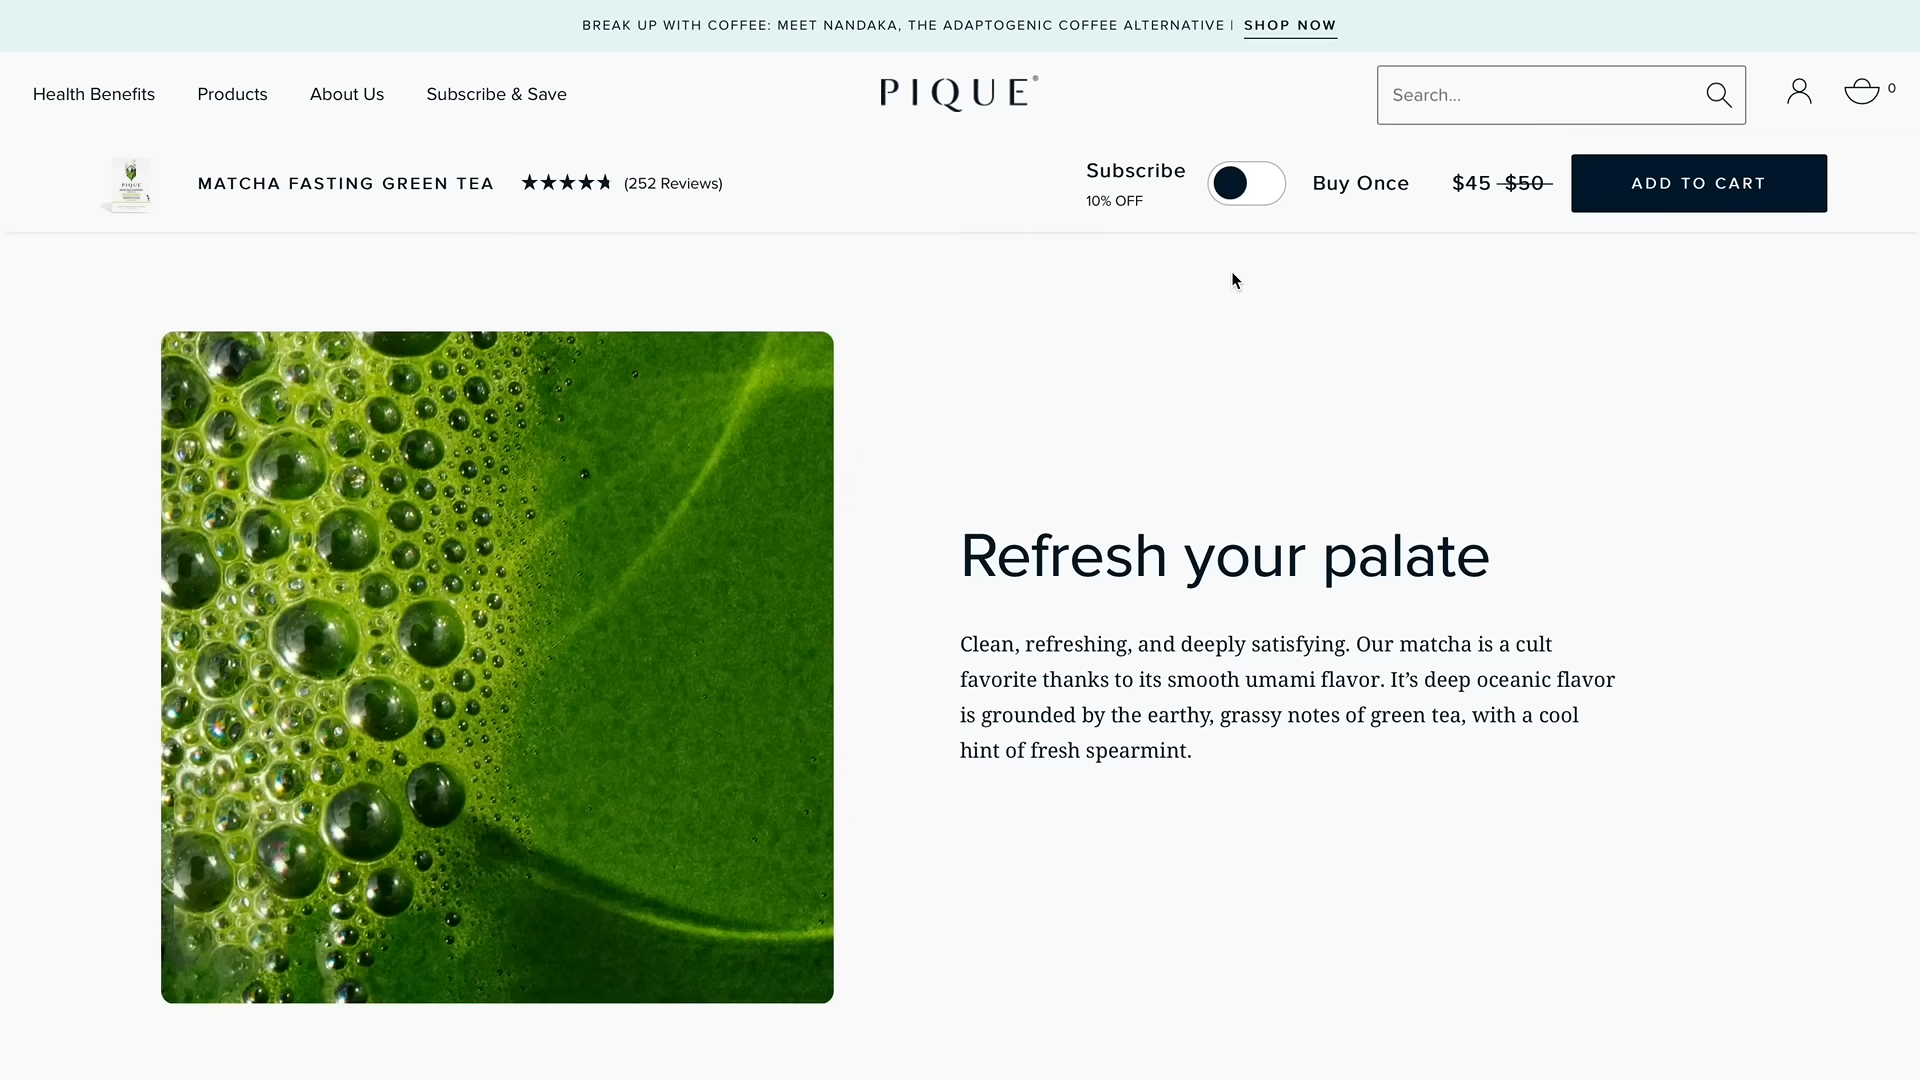 BREAK UP WITH COFFEE: MEET NANDAKA, THE ADAPTOGENIC COFFEE ALTERNATIVE | SHOP NOW
Health Benefits
Products
About Us
Subscribe & Save
PIQUE®
Search...
0
PIQUE
MATCHA FASTING GREEN TEA
(252 Reviews)
Subscribe
10% OFF
Buy Once
$45 $50
ADD TO CART
Refresh your palate
Clean, refreshing, and deeply satisfying. Our matcha is a cult
favorite thanks to its smooth umami flavor. It’s deep oceanic flavor
is grounded by the earthy, grassy notes of green tea, with a cool
hint of fresh spearmint.